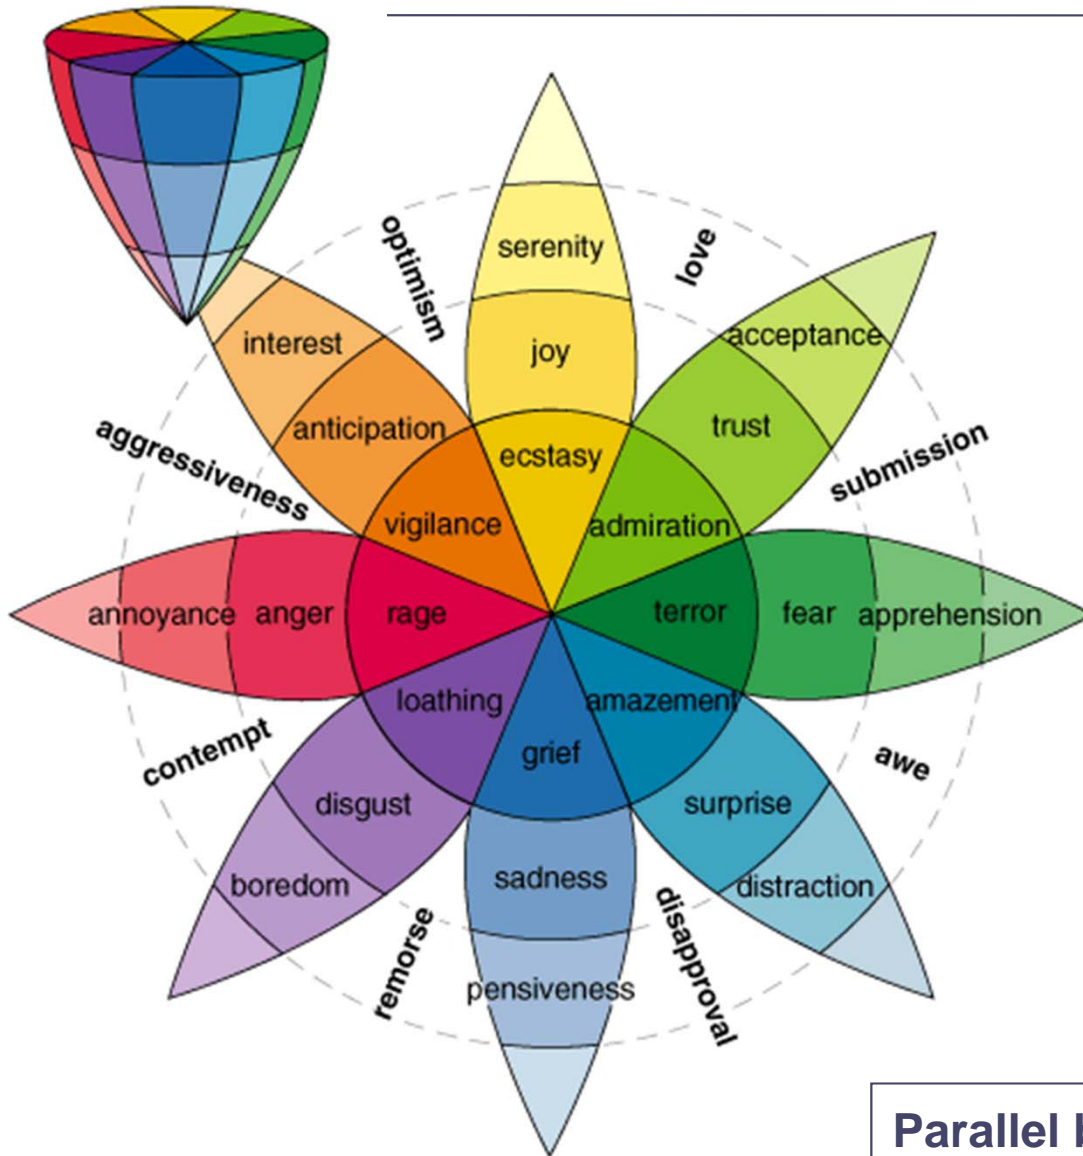 optimism
love
serenity
interest
acceptance
joy
anticipation
trust
aggressiveness
submission
ecstasy
vigilance
admiration
annoyance
anger
rage
terror
fear
apprehension
loathing
amazement
contempt
grief
awe
disgust
surprise
boredom
sadness
distraction
remorse
disapproval
pensiveness
Parallel